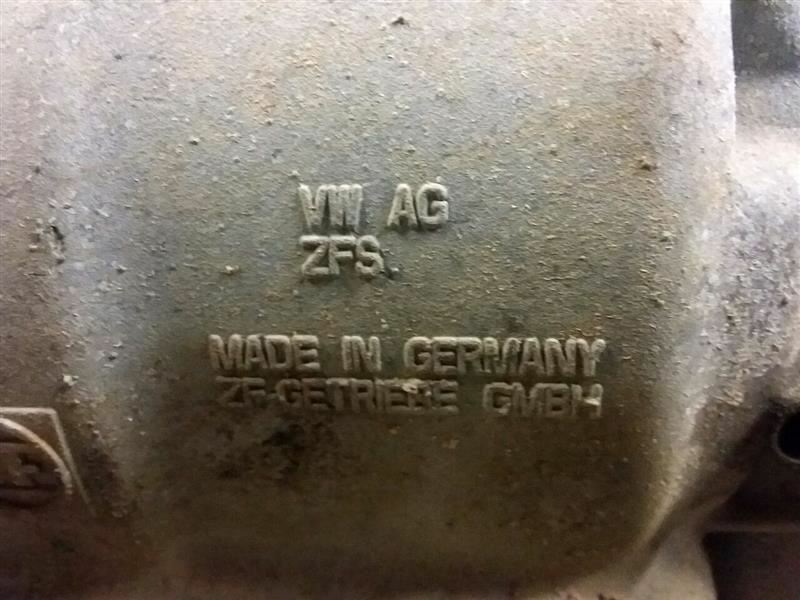 VW AG
ZFS
MADE IN GERMANY
ZF-GETRIEBE GMBH